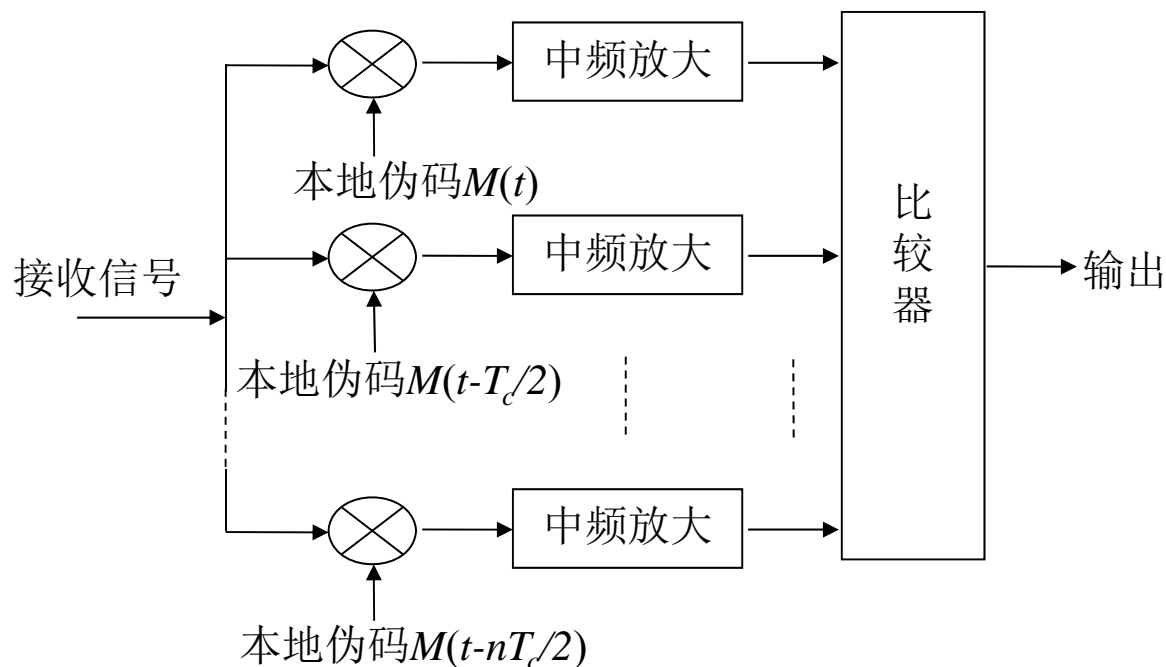 中频放大
本地伪码M(t)
中频放大
接收信号
本地伪码M(t-Tc/2)
中频放大
本地伪码M(t-nTc/2)
比较器
输出